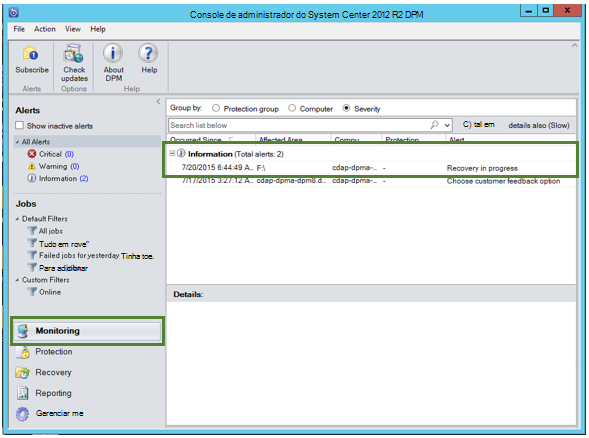 Console de administrador do System Center 2012 R2 DPM
File Action View Help
Subscribe
Check updates
About DPM
Help
Alerts Options Help
Alerts
Show inactive alerts
All Alerts
Critical (0)
Warning (0)
Information (2)
Jobs
Default Filters
All jobs
Tudo em rove"
Failed jobs for yesterday Tinha toe.
Custom Filters
Online
Monitoring
Protection
Recovery
Reporting
Gerenciar me
Group by: Protection group Computer Severity
Search list below C) tal em details also (Slow)
Occurred Since Affected Area Compu... Protection Alert
Information (Total alerts: 2)
7/20/2015 6:44:49 A.. F:\ cdap-dpma-... - Recovery in progress
7/17/2015 3:27:12 A.. cdap-dpma-dpm8.d.. cdap-dpma-... - Choose customer feedback option
Details: